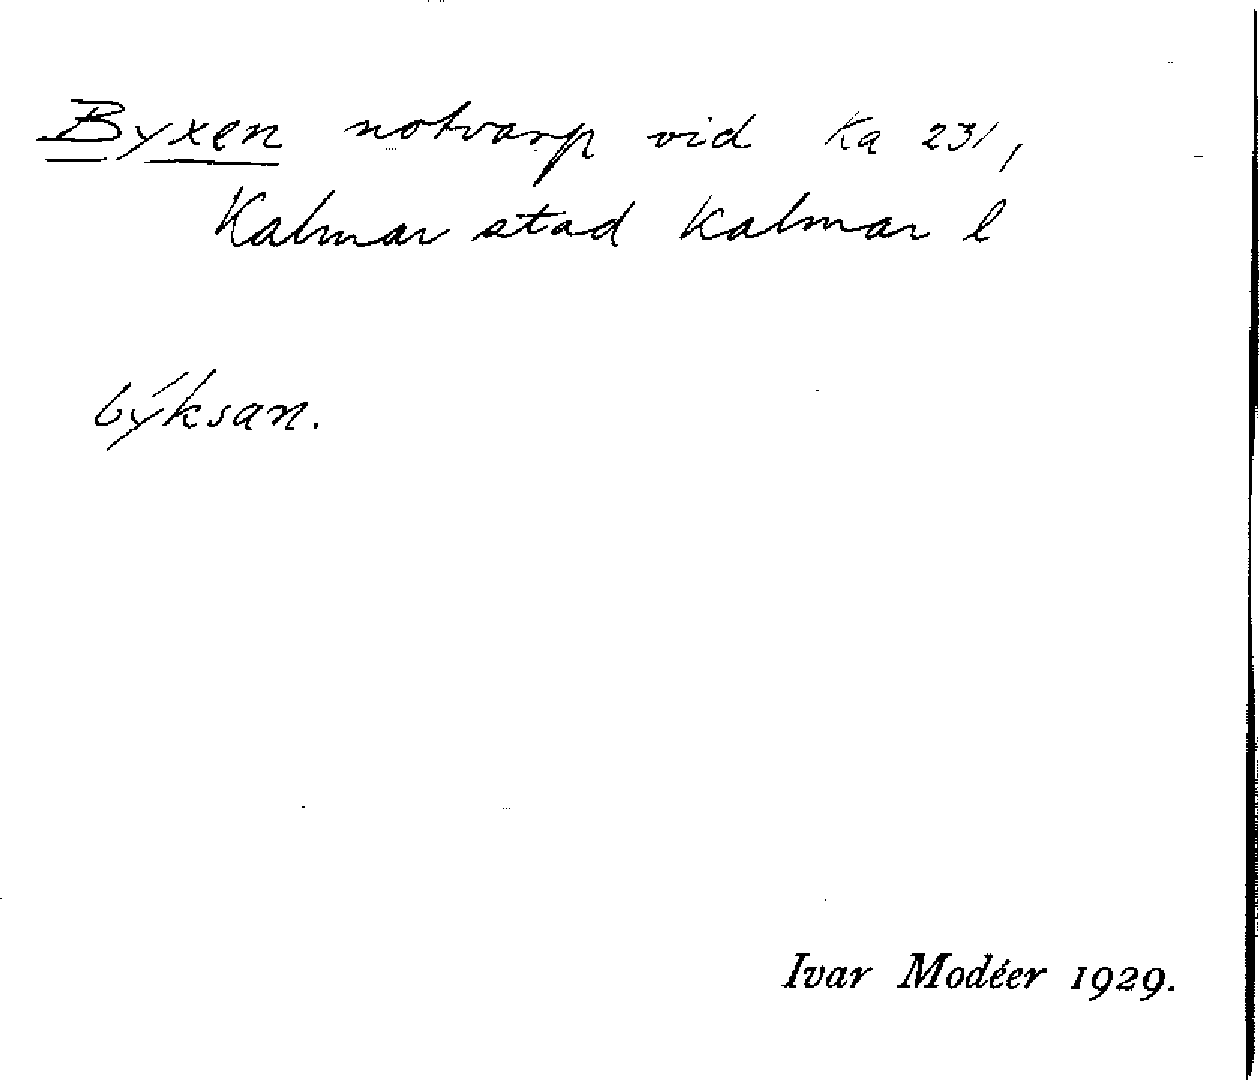 Byxen notvarp vid Ka 231,
Kalmar stad Kalmar l
býksan.
Ivar Modéer 1929.